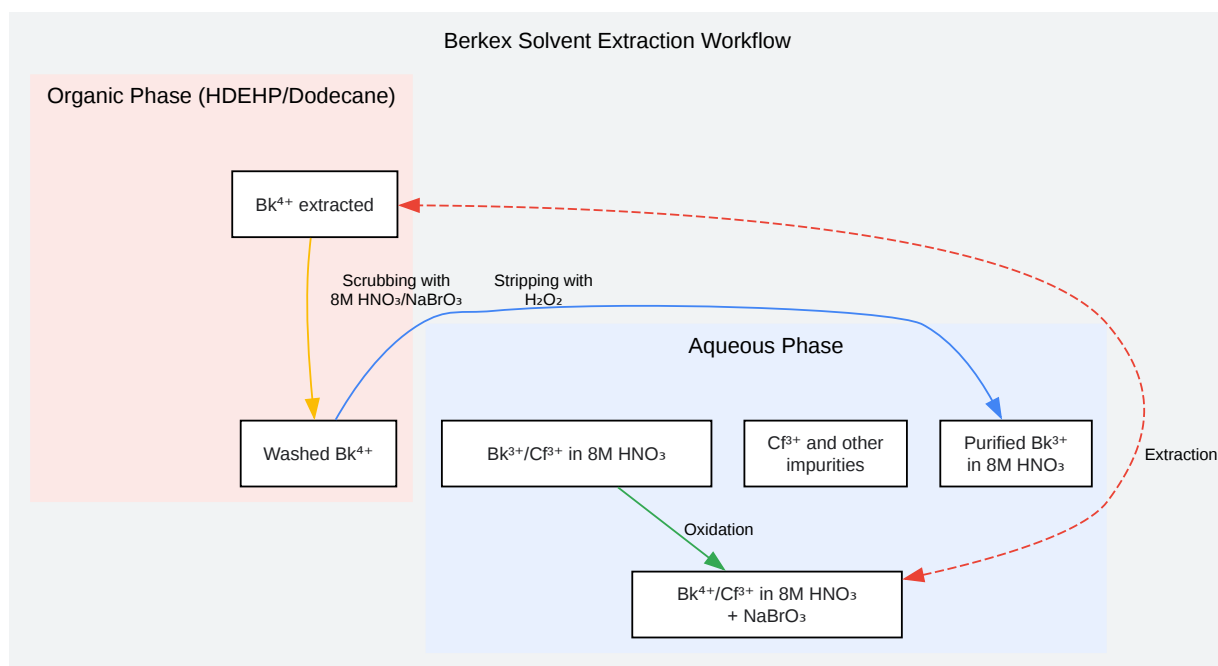 Berkex Solvent Extraction Workflow
Organic Phase (HDEHP/Dodecane)
Bk⁴⁺ extracted
Scrubbing with
8M HNO₃/NaBrO₃
Stripping with
H₂O₂
Aqueous Phase
Washed Bk⁴⁺
Bk³⁺/Cf³⁺ in 8M HNO₃
Cf³⁺ and other
impurities
Purified Bk³⁺
in 8M HNO₃
Extraction
Oxidation
Bk⁴⁺/Cf³⁺ in 8M HNO₃
+ NaBrO₃